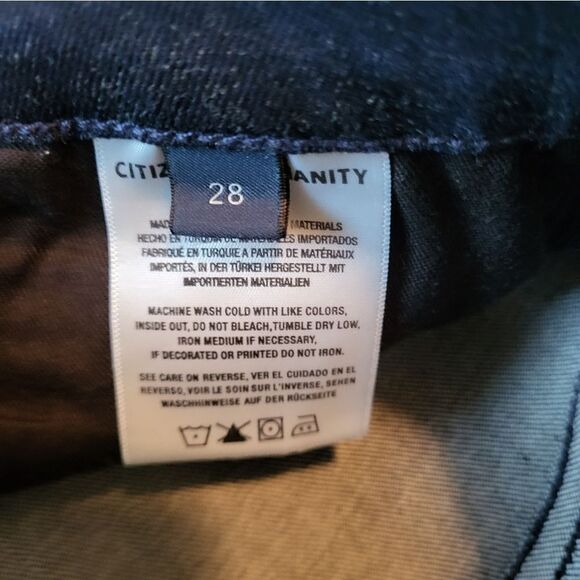 CITIZ ANITY
28
MAD MATERIALS
HECHO EN TURQUIA DE MATERIALES IMPORTADOS
FABRIQUÉ EN TURQUIE A PARTIR DE MATÉRIAUX
IMPORTÉS, IN DER TÜRKEI HERGESTELLT MIT
IMPORTIERTEN MATERIALIEN
MACHINE WASH COLD WITH LIKE COLORS,
INSIDE OUT, DO NOT BLEACH,TUMBLE DRY LOW,
IRON MEDIUM IF NECESSARY,
IF DECORATED OR PRINTED DO NOT IRON.
SEE CARE ON REVERSE, VER EL CUIDADO EN EL
REVERSO, VOIR LE SOIN SUR L'INVERSE, SEHEN
WASCHHINWEISE AUF DER RÜCKSEITE